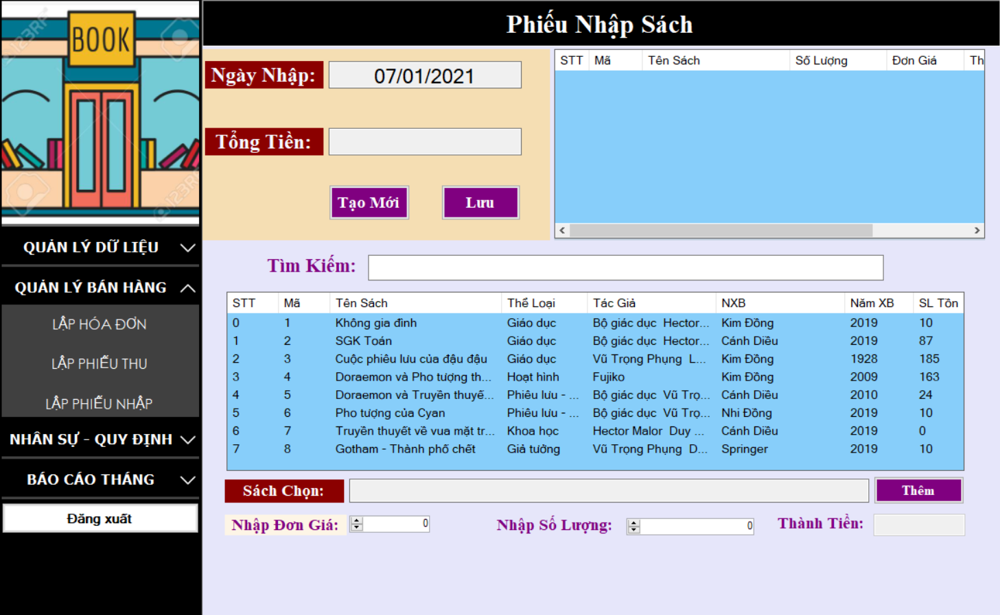 BOOK
123RF
QUẢN LÝ DỮ LIỆU
QUẢN LÝ BÁN HÀNG
LẬP HÓA ĐƠN
LẬP PHIẾU THU
LẬP PHIẾU NHẬP
NHÂN SỰ - QUY ĐỊNH
BÁO CÁO THÁNG
Đăng xuất
Phiếu Nhập Sách
Ngày Nhập: 07/01/2021
Tổng Tiền:
Tạo Mới Lưu
STT Mã Tên Sách Số Lượng Đơn Giá Th
Tìm Kiếm:
STT Mã Tên Sách Thể Loại Tác Giả NXB Năm XB SL Tồn
0 1 Không gia đình Giáo dục Bộ giác dục Hector... Kim Đồng 2019 10
1 2 SGK Toán Giáo dục Bộ giác dục Hector... Cánh Diều 2019 87
2 3 Cuộc phiêu lưu của đậu đậu Giáo dục Vũ Trọng Phụng L... Kim Đồng 1928 185
3 4 Doraemon và Pho tượng th... Hoạt hình Fujiko Kim Đồng 2009 163
4 5 Doraemon và Truyền thuyế... Phiêu lưu - ... Bộ giác dục Vũ Trọ... Cánh Diều 2010 24
5 6 Pho tượng của Cyan Phiêu lưu - ... Bộ giác dục Vũ Trọ... Nhi Đồng 2019 10
6 7 Truyền thuyết về vua mặt tr... Khoa học Hector Malor Duy ... Cánh Diều 2019 0
7 8 Gotham - Thành phố chết Giả tưởng Vũ Trọng Phụng D... Springer 2019 10
Sách Chọn: Thêm
Nhập Đơn Giá: 0 Nhập Số Lượng: 0 Thành Tiền: